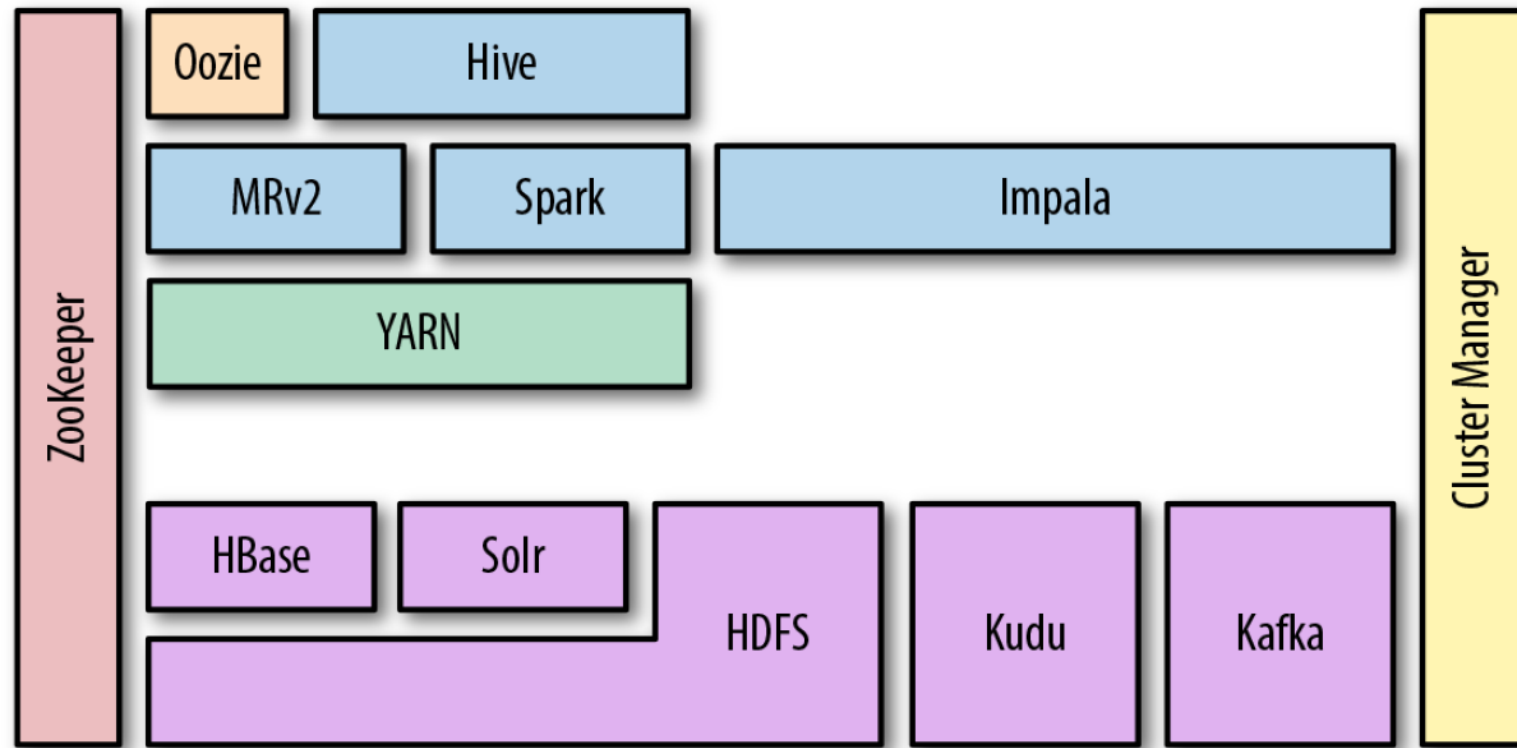 ZooKeeper
Oozie
Hive
MRv2
Spark
Impala
YARN
HBase
Solr
HDFS
Kudu
Kafka
Cluster Manager